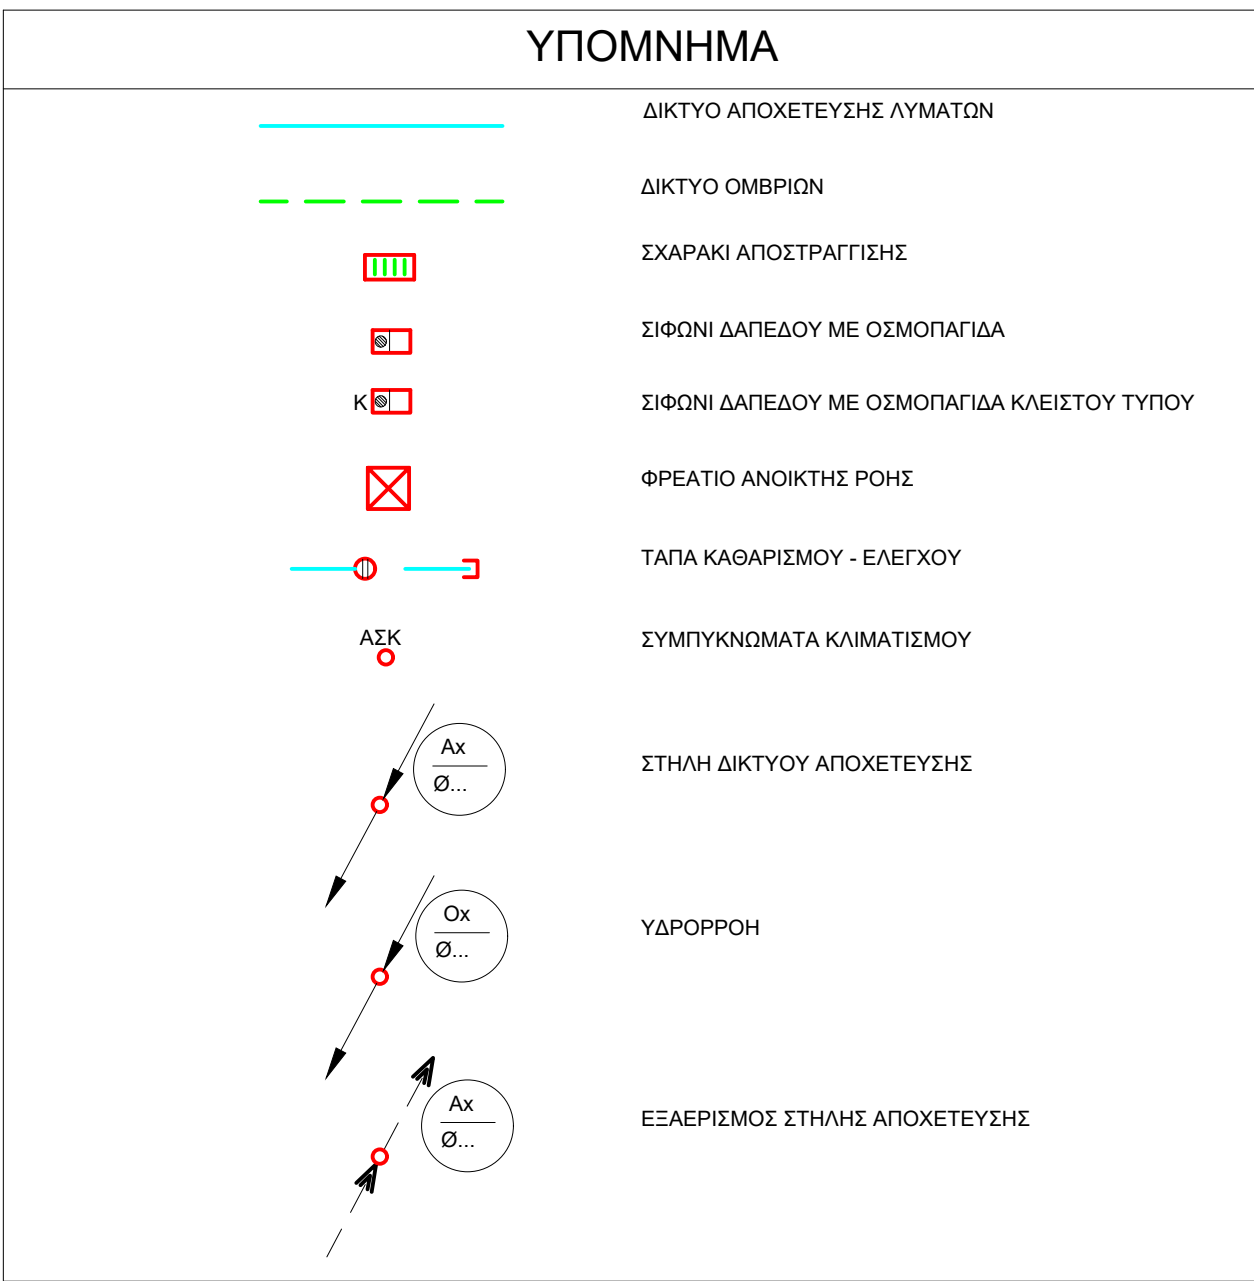 ΥΠΟΜΝΗΜΑ
ΔΙΚΤΥΟ ΑΠΟΧΕΤΕΥΣΗΣ ΛΥΜΑΤΩΝ
ΔΙΚΤΥΟ ΟΜΒΡΙΩΝ
ΣΧΑΡΑΚΙ ΑΠΟΣΤΡΑΓΓΙΣΗΣ
ΣΙΦΩΝΙ ΔΑΠΕΔΟΥ ΜΕ ΟΣΜΟΠΑΓΙΔΑ
Κ
ΣΙΦΩΝΙ ΔΑΠΕΔΟΥ ΜΕ ΟΣΜΟΠΑΓΙΔΑ ΚΛΕΙΣΤΟΥ ΤΥΠΟΥ
ΦΡΕΑΤΙΟ ΑΝΟΙΚΤΗΣ ΡΟΗΣ
ΤΑΠΑ ΚΑΘΑΡΙΣΜΟΥ - ΕΛΕΓΧΟΥ
ΑΣΚ
ΣΥΜΠΥΚΝΩΜΑΤΑ ΚΛΙΜΑΤΙΣΜΟΥ
Αx
Ø...
ΣΤΗΛΗ ΔΙΚΤΥΟΥ ΑΠΟΧΕΤΕΥΣΗΣ
Οx
Ø...
ΥΔΡΟΡΡΟΗ
Αx
Ø...
ΕΞΑΕΡΙΣΜΟΣ ΣΤΗΛΗΣ ΑΠΟΧΕΤΕΥΣΗΣ